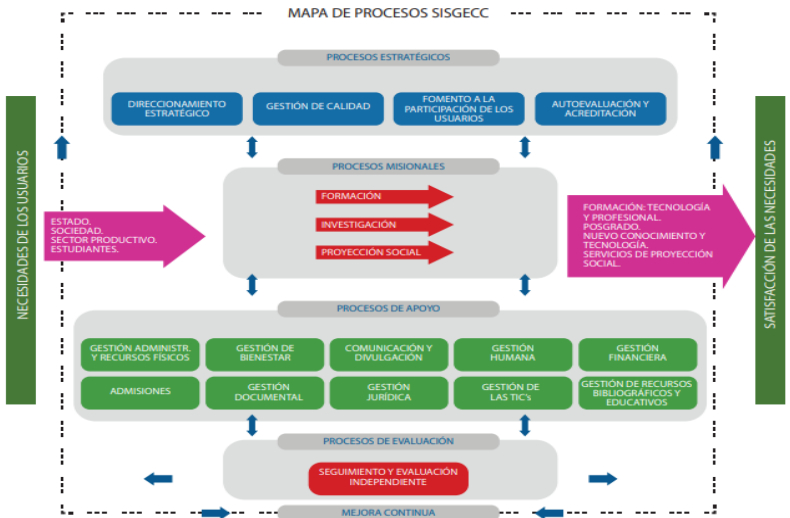 MAPA DE PROCESOS SISGECC
PROCESOS ESTRATÉGICOS
DIRECCIONAMIENTO
ESTRATÉGICO
GESTIÓN DE CALIDAD
FOMENTO A LA
PARTICIPACIÓN DE LOS
USUARIOS
AUTOEVALUACIÓN Y
ACREDITACIÓN
NECESIDADES DE LOS USUARIOS
ESTADO.
SOCIEDAD.
SECTOR PRODUCTIVO.
ESTUDIANTES.
PROCESOS MISIONALES
FORMACIÓN
INVESTIGACIÓN
PROYECCIÓN SOCIAL
FORMACIÓN: TECNOLOGÍA
Y PROFESIONAL.
POSGRADO.
NUEVO CONOCIMIENTO Y
TECNOLOGÍA.
SERVICIOS DE PROYECCIÓN
SOCIAL.
SATISFACCIÓN DE LAS NECESIDADES
PROCESOS DE APOYO
GESTIÓN ADMINISTR.
Y RECURSOS FÍSICOS
GESTIÓN DE
BIENESTAR
COMUNICACIÓN Y
DIVULGACIÓN
GESTIÓN
HUMANA
GESTIÓN
FINANCIERA
ADMISIONES
GESTIÓN
DOCUMENTAL
GESTIÓN
JURÍDICA
GESTIÓN DE
LAS TIC's
GESTIÓN DE RECURSOS
BIBLIOGRÁFICOS Y
EDUCATIVOS
PROCESOS DE EVALUACIÓN
SEGUIMIENTO Y EVALUACIÓN
INDEPENDIENTE
MEJORA CONTINUA